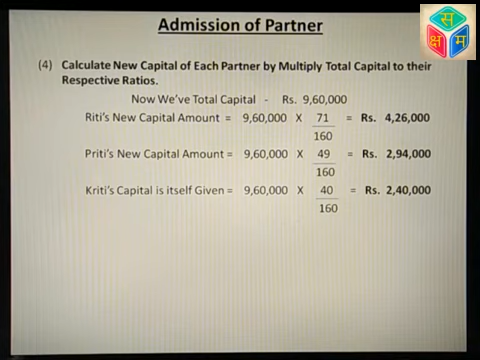 Admission of Partner
स
क्ष म
(4) Calculate New Capital of Each Partner by Multiply Total Capital to their
Respective Ratios.
Now We've Total Capital - Rs. 9,60,000
Riti's New Capital Amount = 9,60,000 X 71/160 = Rs. 4,26,000
Priti's New Capital Amount = 9,60,000 X 49/160 = Rs. 2,94,000
Kriti's Capital is itself Given = 9,60,000 X 40/160 = Rs. 2,40,000